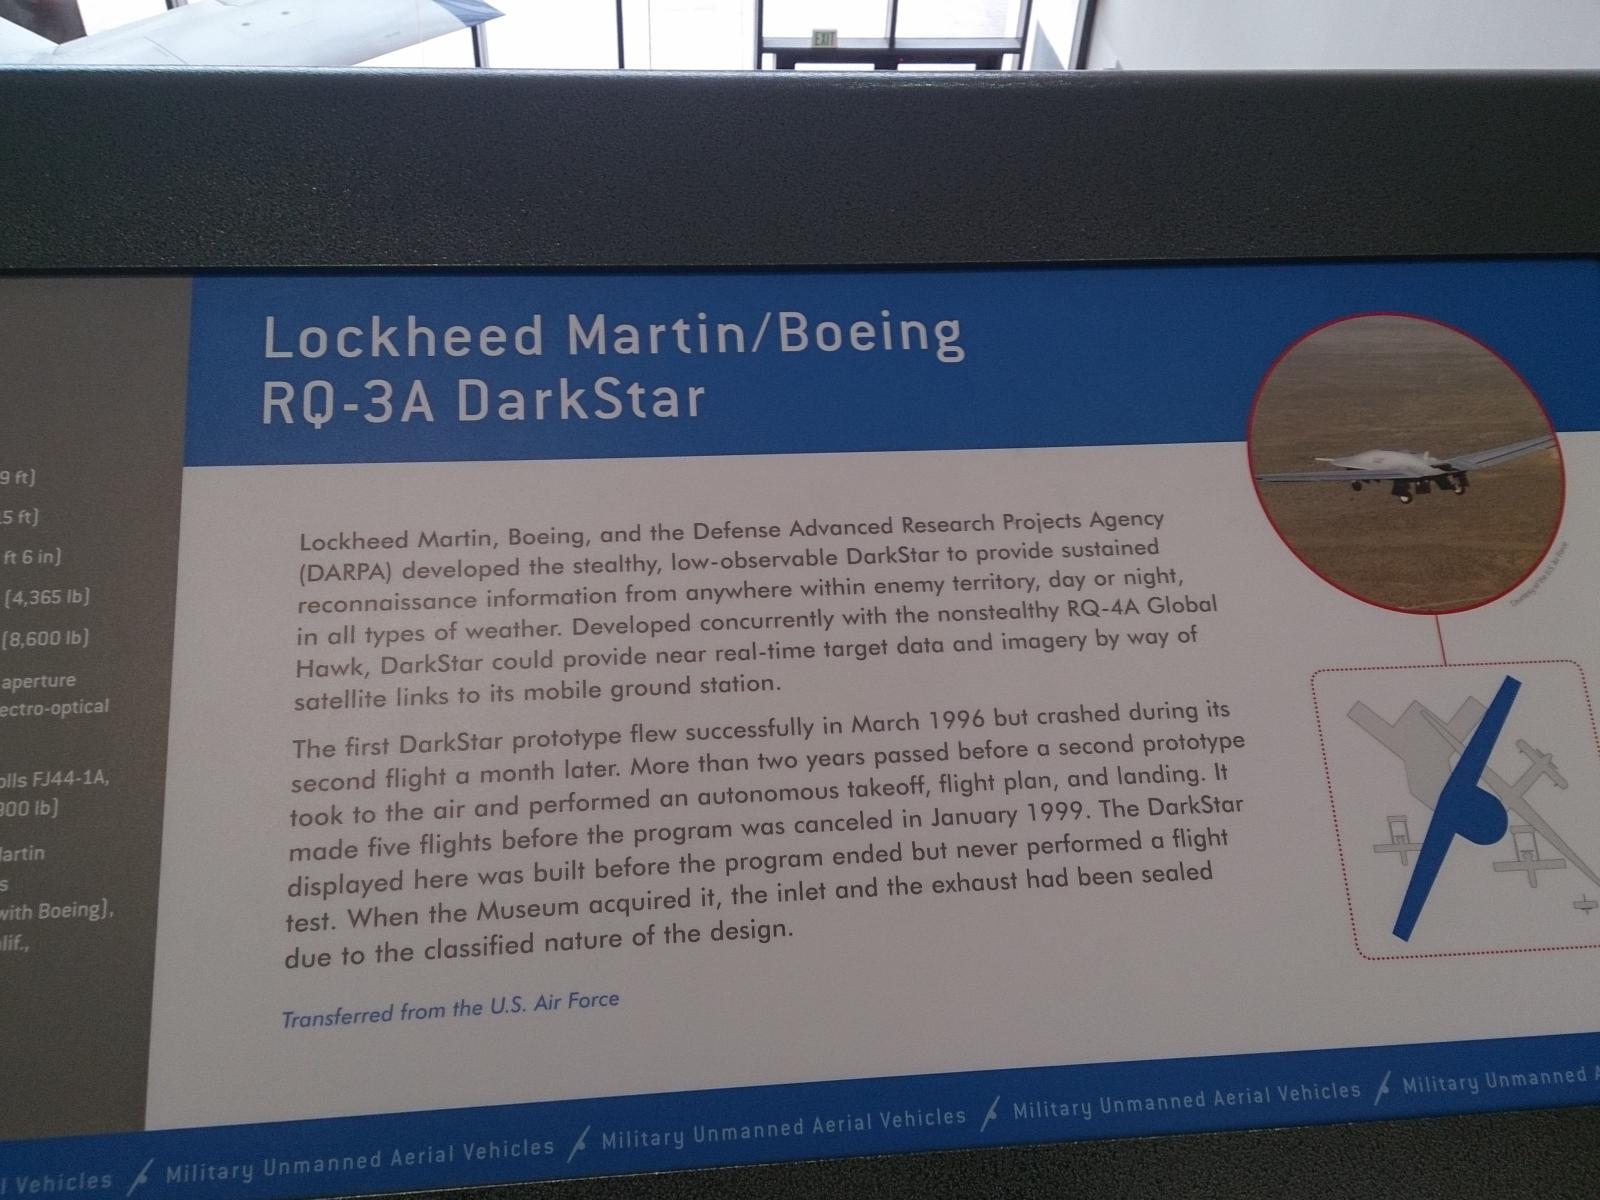 EXIT
Lockheed Martin/Boeing
RQ-3A DarkStar
9 ft)
5 ft)
ft 6 in)
(4,365 lb)
(8,600 lb)
aperture
ectro-optical
olls FJ44-1A,
900 lb)
artin
s
with Boeing),
lif.,
Lockheed Martin, Boeing, and the Defense Advanced Research Projects Agency
(DARPA) developed the stealthy, low-observable DarkStar to provide sustained
reconnaissance information from anywhere within enemy territory, day or night,
in all types of weather. Developed concurrently with the nonstealthy RQ-4A Global
Hawk, DarkStar could provide near real-time target data and imagery by way of
satellite links to its mobile ground station.
The first DarkStar prototype flew successfully in March 1996 but crashed during its
second flight a month later. More than two years passed before a second prototype
took to the air and performed an autonomous takeoff, flight plan, and landing. It
made five flights before the program was canceled in January 1999. The DarkStar
displayed here was built before the program ended but never performed a flight
test. When the Museum acquired it, the inlet and the exhaust had been sealed
due to the classified nature of the design.
Transferred from the U.S. Air Force
Courtesy of the U.S. Air Force
l Vehicles / Military Unmanned Aerial Vehicles / Military Unmanned Aerial Vehicles / Military Unmanned Aerial Vehicles / Military Unmanned A